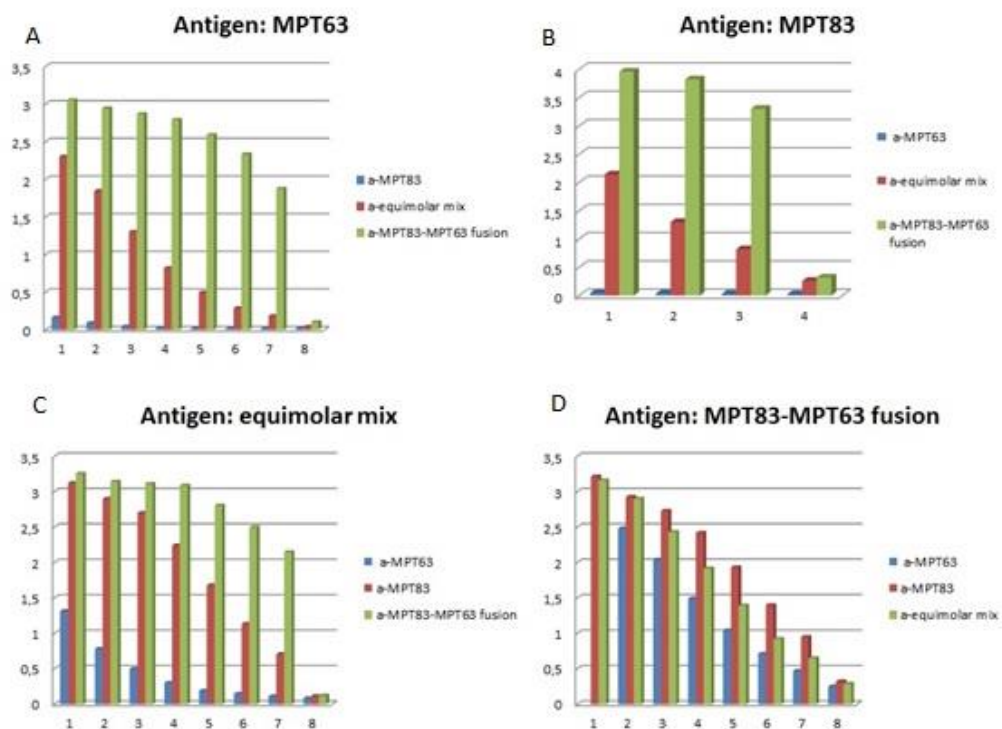 A
Antigen: MPT63
3,5
3
2,5
2
1,5
1
0,5
0
1 2 3 4 5 6 7 8
a-MPT83
a-equimolar mix
a-MPT83-MPT63 fusion
B
Antigen: MPT83
4
3,5
3
2,5
2
1,5
1
0,5
0
1 2 3 4
a-MPT63
a-equimolar mix
a-MPT83-MPT63
fusion
C
Antigen: equimolar mix
3,5
3
2,5
2
1,5
1
0,5
0
1 2 3 4 5 6 7 8
a-MPT63
a-MPT83
a-MPT83-MPT63 fusion
D
Antigen: MPT83-MPT63 fusion
3,5
3
2,5
2
1,5
1
0,5
0
1 2 3 4 5 6 7 8
a-MPT63
a-MPT83
a-equimolar mix